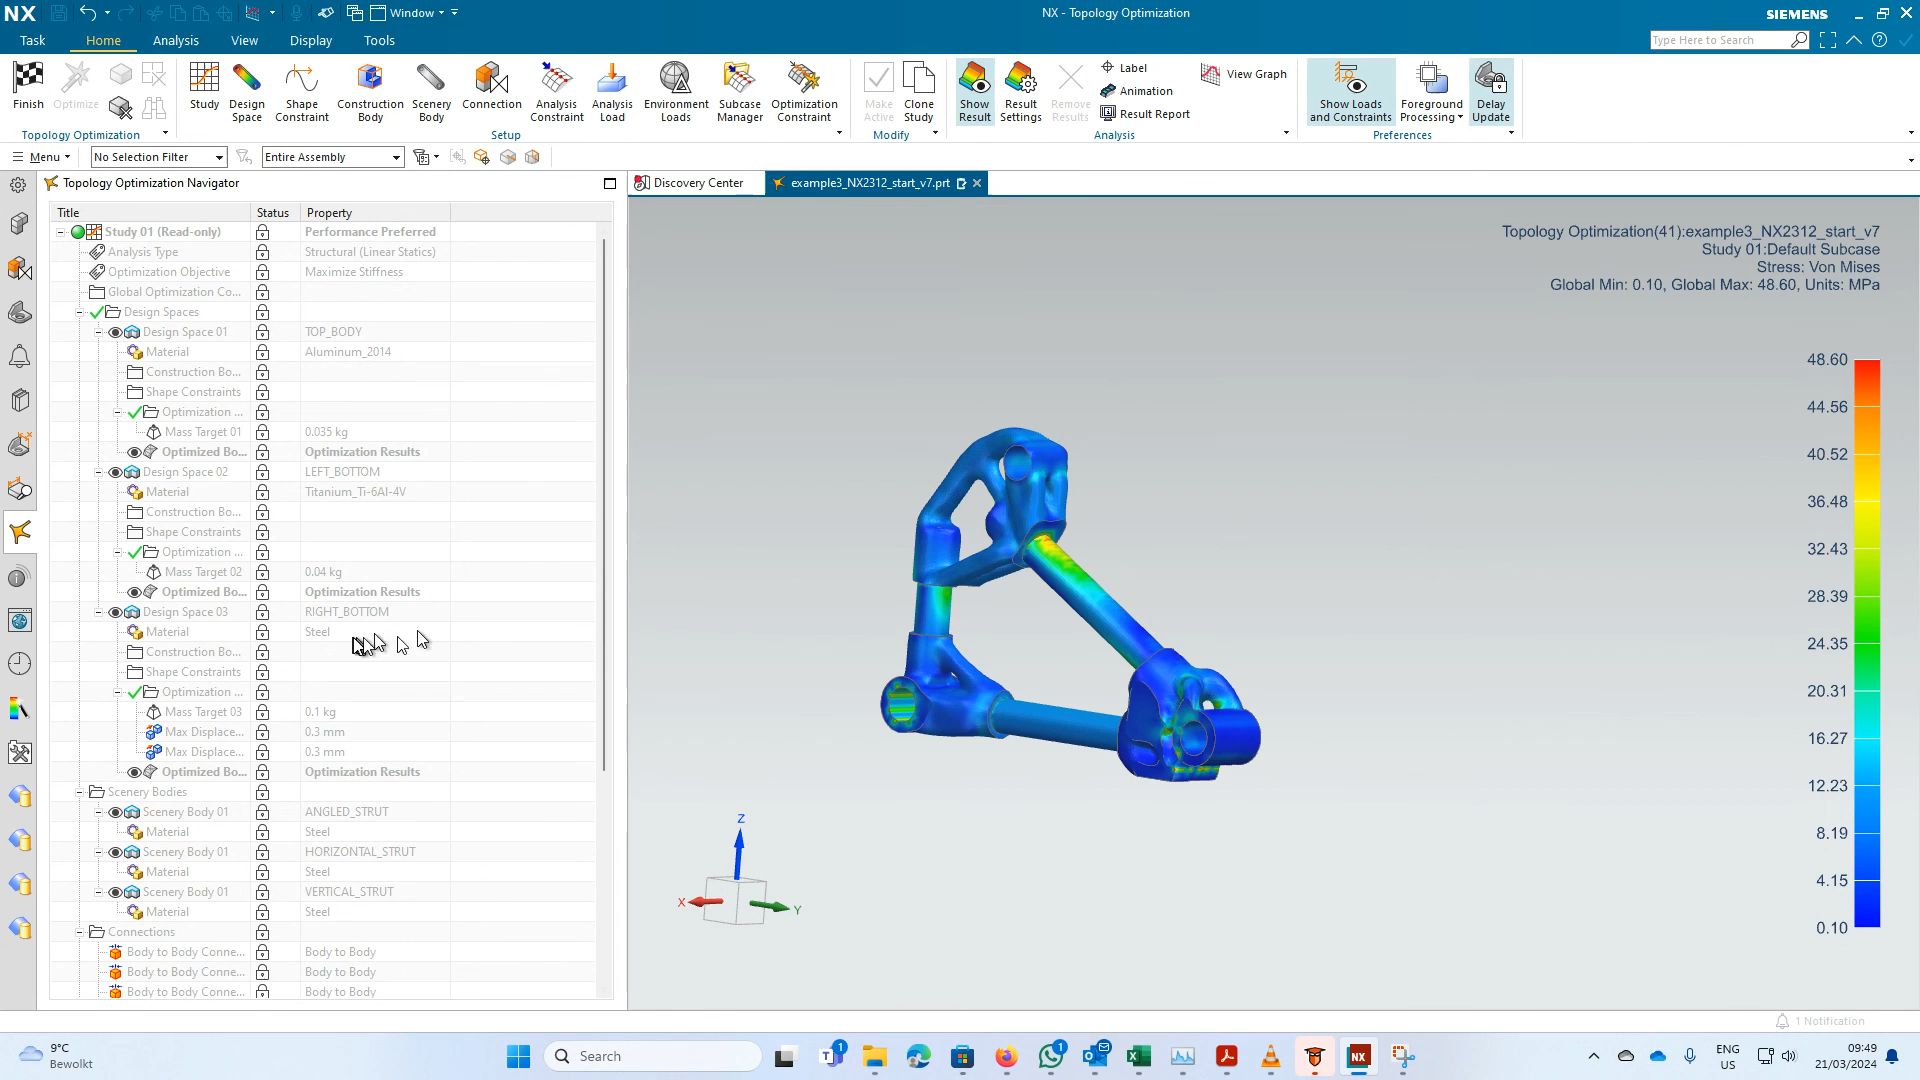 NX
Window
NX - Topology Optimization
SIEMENS
Task
Home
Analysis
View
Display
Tools
Type Here to Search
Finish
Optimize
Topology Optimization
Study
Design Space
Shape Constraint
Construction Body
Scenery Body
Connection
Analysis Constraint
Analysis Load
Environment Loads
Subcase Manager
Optimization Constraint
Setup
Make Active
Clone Study
Modify
Show Result
Result Settings
Remove Results
Label
Animation
Result Report
View Graph
Analysis
Show Loads and Constraints
Foreground Processing
Delay Update
Preferences
Menu
No Selection Filter
Entire Assembly
Topology Optimization Navigator
Discovery Center
example3_NX2312_start_v7.prt
Title Status Property
Study 01 (Read-only) Performance Preferred
Analysis Type Structural (Linear Statics)
Optimization Objective Maximize Stiffness
Global Optimization Co...
Design Spaces
Design Space 01 TOP_BODY
Material Aluminum_2014
Construction Bo...
Shape Constraints
Optimization ...
Mass Target 01 0.035 kg
Optimized Bo... Optimization Results
Design Space 02 LEFT_BOTTOM
Material Titanium_Ti-6Al-4V
Construction Bo...
Shape Constraints
Optimization ...
Mass Target 02 0.04 kg
Optimized Bo... Optimization Results
Design Space 03 RIGHT_BOTTOM
Material Steel
Construction Bo...
Shape Constraints
Optimization ...
Mass Target 03 0.1 kg
Max Displace... 0.3 mm
Max Displace... 0.3 mm
Optimized Bo... Optimization Results
Scenery Bodies
Scenery Body 01 ANGLED_STRUT
Material Steel
Scenery Body 01 HORIZONTAL_STRUT
Material Steel
Scenery Body 01 VERTICAL_STRUT
Material Steel
Connections
Body to Body Conne... Body to Body
Body to Body Conne... Body to Body
Body to Body Conne... Body to Body
Topology Optimization(41):example3_NX2312_start_v7
Study 01:Default Subcase
Stress: Von Mises
Global Min: 0.10, Global Max: 48.60, Units: MPa
48.60
44.56
40.52
36.48
32.43
28.39
24.35
20.31
16.27
12.23
8.19
4.15
0.10
Z
X
Y
1 Notification
9°C
Bewolkt
Search
1
1
NX
ENG
US
09:49
21/03/2024